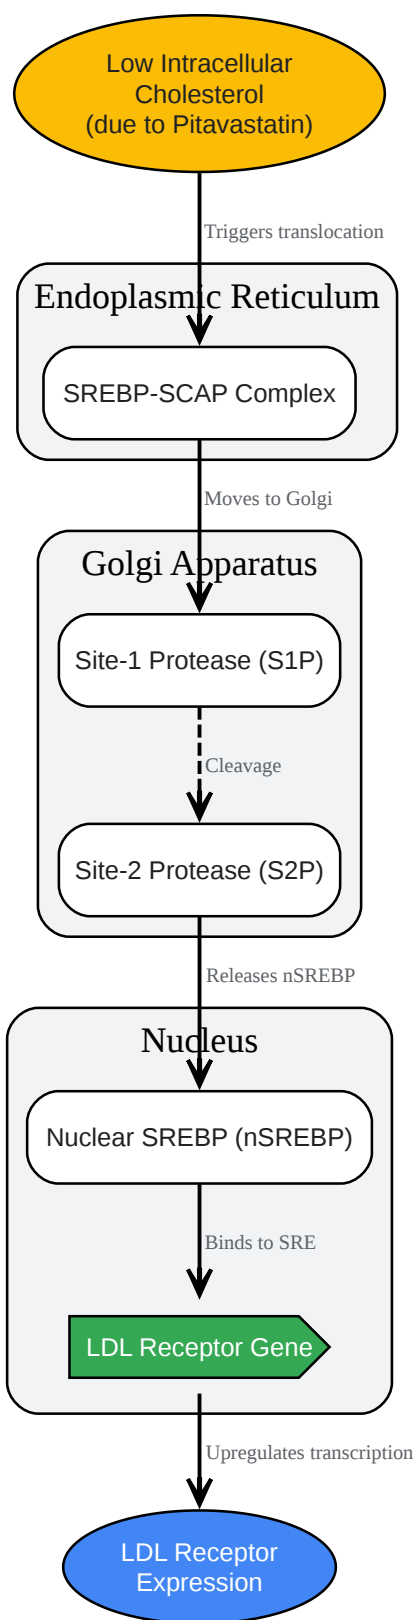 Low Intracellular
Cholesterol
(due to Pitavastatin)
Triggers translocation
Endoplasmic Reticulum
SREBP-SCAP Complex
Moves to Golgi
Golgi Apparatus
Site-1 Protease (S1P)
Cleavage
Site-2 Protease (S2P)
Releases nSREBP
Nucleus
Nuclear SREBP (nSREBP)
Binds to SRE
LDL Receptor Gene
Upregulates transcription
LDL Receptor
Expression